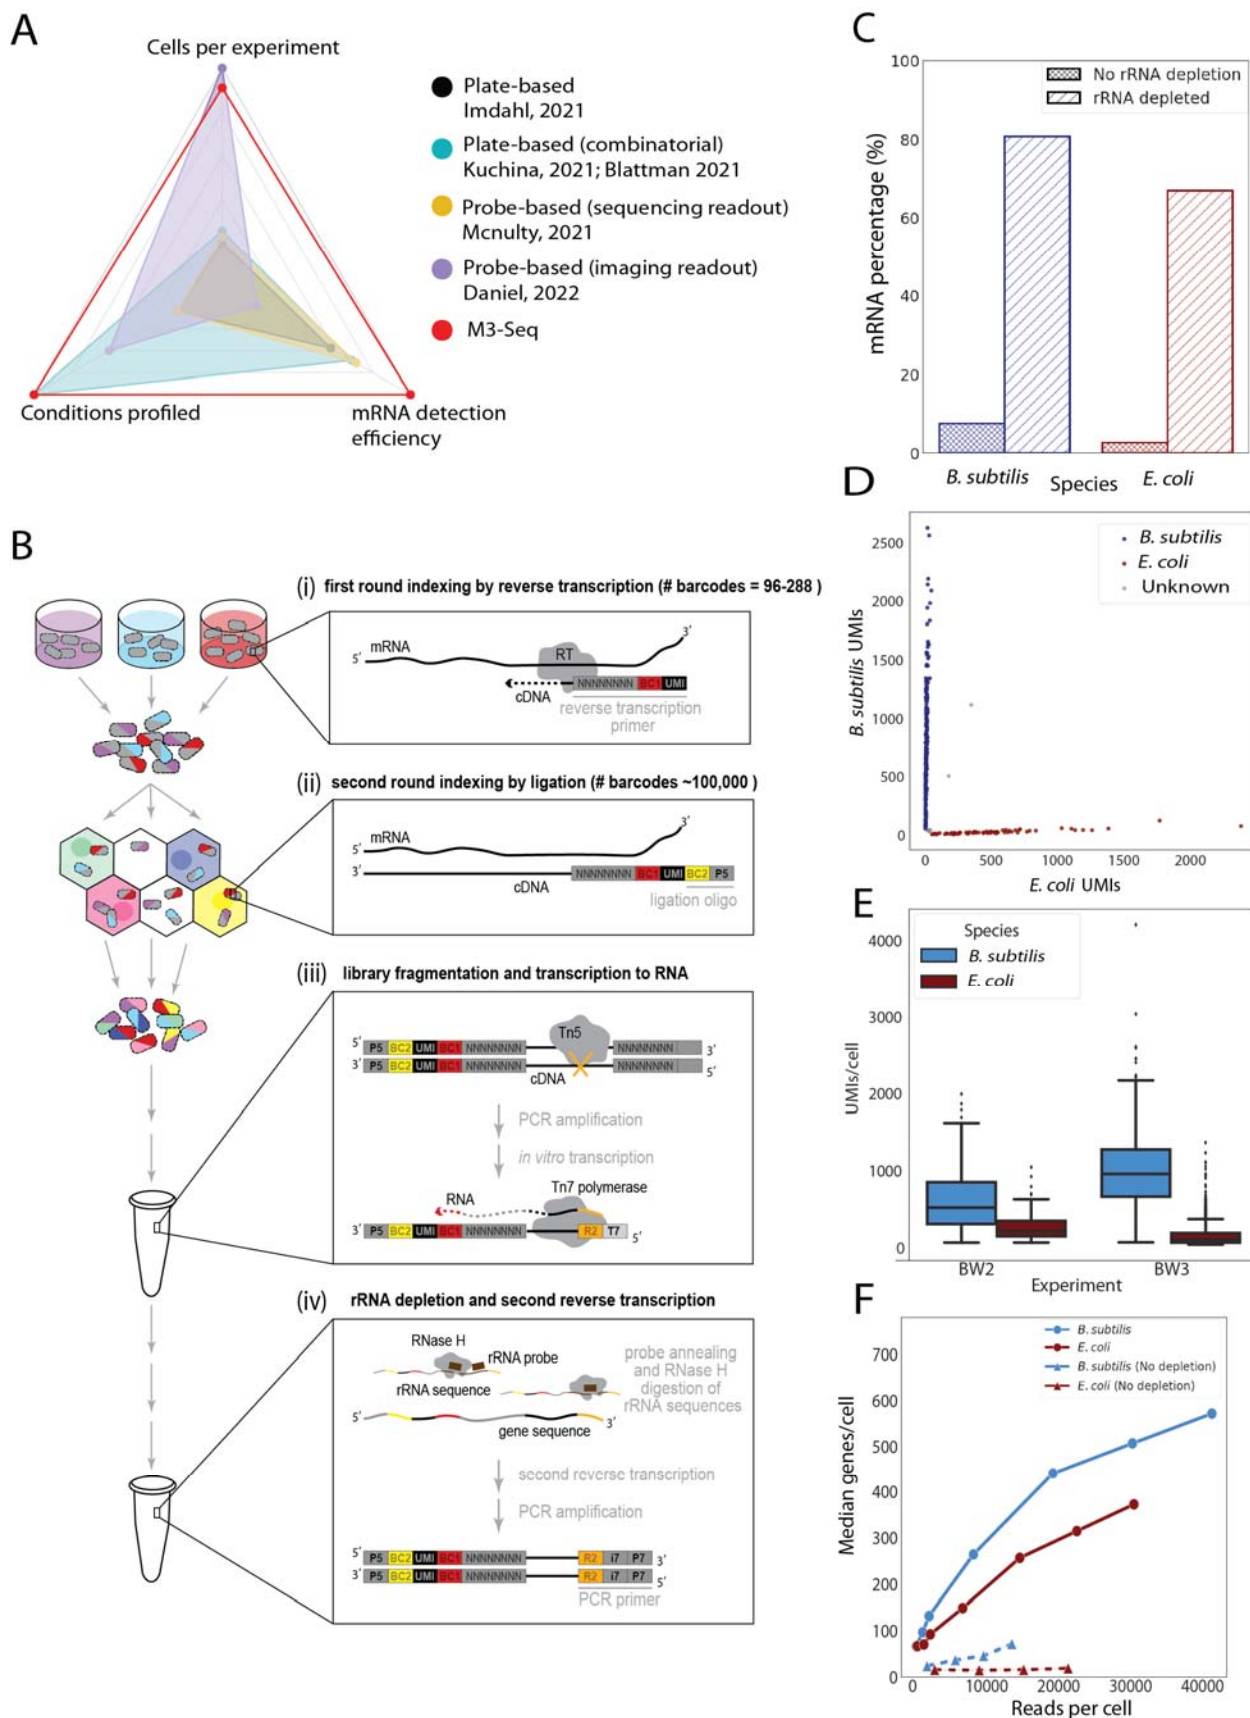 A
Cells per experiment
Conditions profiled
mRNA detection
efficiency
Plate-based
Imdahl, 2021
Plate-based (combinatorial)
Kuchina, 2021; Blattman 2021
Probe-based (sequencing readout)
Mcnulty, 2021
Probe-based (imaging readout)
Daniel, 2022
M3-Seq
B
(i) first round indexing by reverse transcription (# barcodes = 96-288 )
mRNA
5′
3′
RT
NNNNNNNN BC1 UMI
cDNA
reverse transcription
primer
(ii) second round indexing by ligation (# barcodes ~100,000 )
mRNA
3′
5′
3′
cDNA
NNNNNNNN BC1 UMI BC2 P5
ligation oligo
(iii) library fragmentation and transcription to RNA
Tn5
5′ P5 BC2 UMI BC1 NNNNNNNN NNNNNNNN 3′
3′ P5 BC2 UMI BC1 NNNNNNNN NNNNNNNN 5′
cDNA
PCR amplification
in vitro transcription
Tn7 polymerase
RNA
3′ P5 BC2 UMI BC1 NNNNNNNN R2 T7 5′
(iv) rRNA depletion and second reverse transcription
RNase H
rRNA probe
rRNA sequence
probe annealing
and RNase H
digestion of
rRNA sequences
5′
3′
gene sequence
second reverse transcription
PCR amplification
5′ P5 BC2 UMI BC1 NNNNNNNN R2 i7 P7 3′
3′ P5 BC2 UMI BC1 NNNNNNNN R2 i7 P7 5′
PCR primer
C
No rRNA depletion
rRNA depleted
mRNA percentage (%)
100
80
60
40
20
0
B. subtilis
E. coli
Species
D
B. subtilis
E. coli
Unknown
B. subtilis UMIs
2500
2000
1500
1000
500
0
0 500 1000 1500 2000
E. coli UMIs
E
Species
B. subtilis
E. coli
UMIs/cell
4000
3000
2000
1000
0
BW2 BW3
Experiment
F
B. subtilis
E. coli
B. subtilis (No depletion)
E. coli (No depletion)
Median genes/cell
700
600
500
400
300
200
100
0
0 10000 20000 30000 40000
Reads per cell